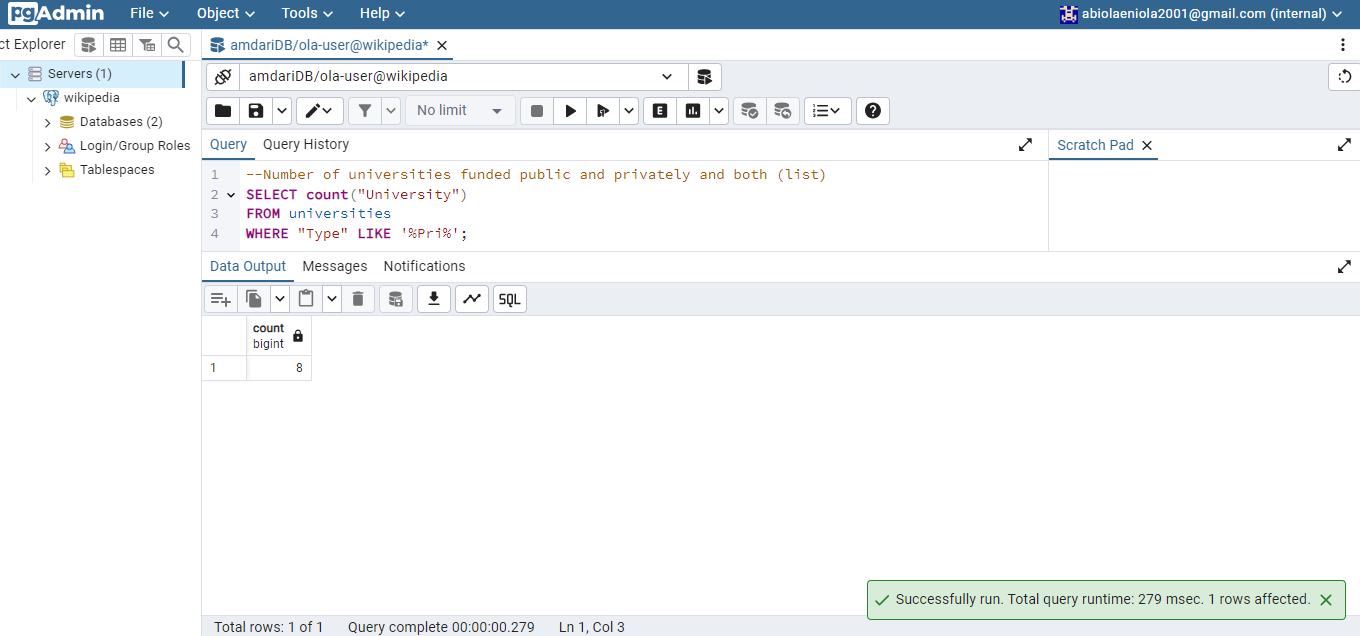 pgAdmin File Object Tools Help abiolaeniola2001@gmail.com (internal)
ct Explorer
amdariDB/ola-user@wikipedia*
Servers (1)
wikipedia
Databases (2)
Login/Group Roles
Tablespaces
amdariDB/ola-user@wikipedia
No limit
E
Query Query History
Scratch Pad
1 --Number of universities funded public and privately and both (list)
2 SELECT count("University")
3 FROM universities
4 WHERE "Type" LIKE '%Pri%';
Data Output Messages Notifications
SQL
count
bigint
1 8
Successfully run. Total query runtime: 279 msec. 1 rows affected.
Total rows: 1 of 1 Query complete 00:00:00.279 Ln 1, Col 3